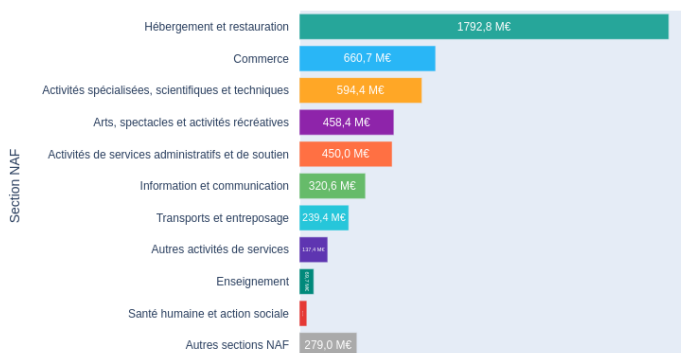 Section NAF
Hébergement et restauration 1792,8 M€
Commerce 660,7 M€
Activités spécialisées, scientifiques et techniques 594,4 M€
Arts, spectacles et activités récréatives 458,4 M€
Activités de services administratifs et de soutien 450,0 M€
Information et communication 320,6 M€
Transports et entreposage 239,4 M€
Autres activités de services 137,4 M€
Enseignement
Santé humaine et action sociale
Autres sections NAF 279,0 M€